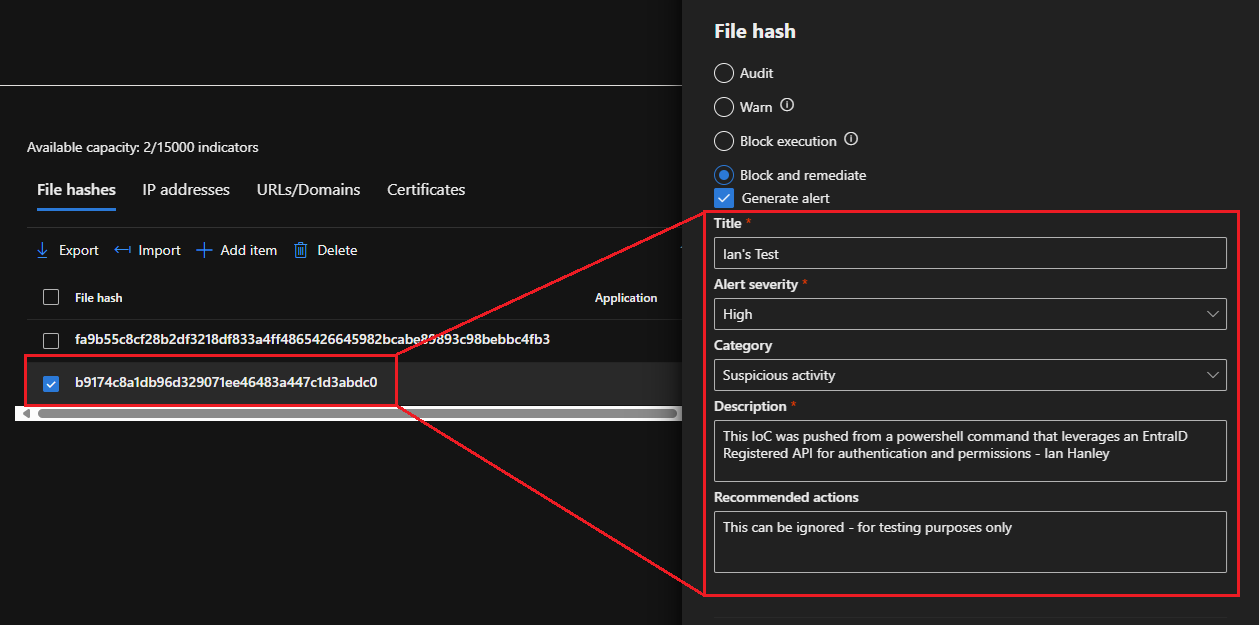 Available capacity: 2/15000 indicators
File hashes IP addresses URLs/Domains Certificates
Export Import Add item Delete
File hash Application
fa9b55c8cf28b2df3218df833a4ff4865426645982bcabe89893c98bebbc4fb3
b9174c8a1db96d329071ee46483a447c1d3abdc0
File hash
Audit
Warn
Block execution
Block and remediate
Generate alert
Title *
Ian's Test
Alert severity *
High
Category
Suspicious activity
Description *
This IoC was pushed from a powershell command that leverages an EntraID
Registered API for authentication and permissions - Ian Hanley
Recommended actions
This can be ignored - for testing purposes only